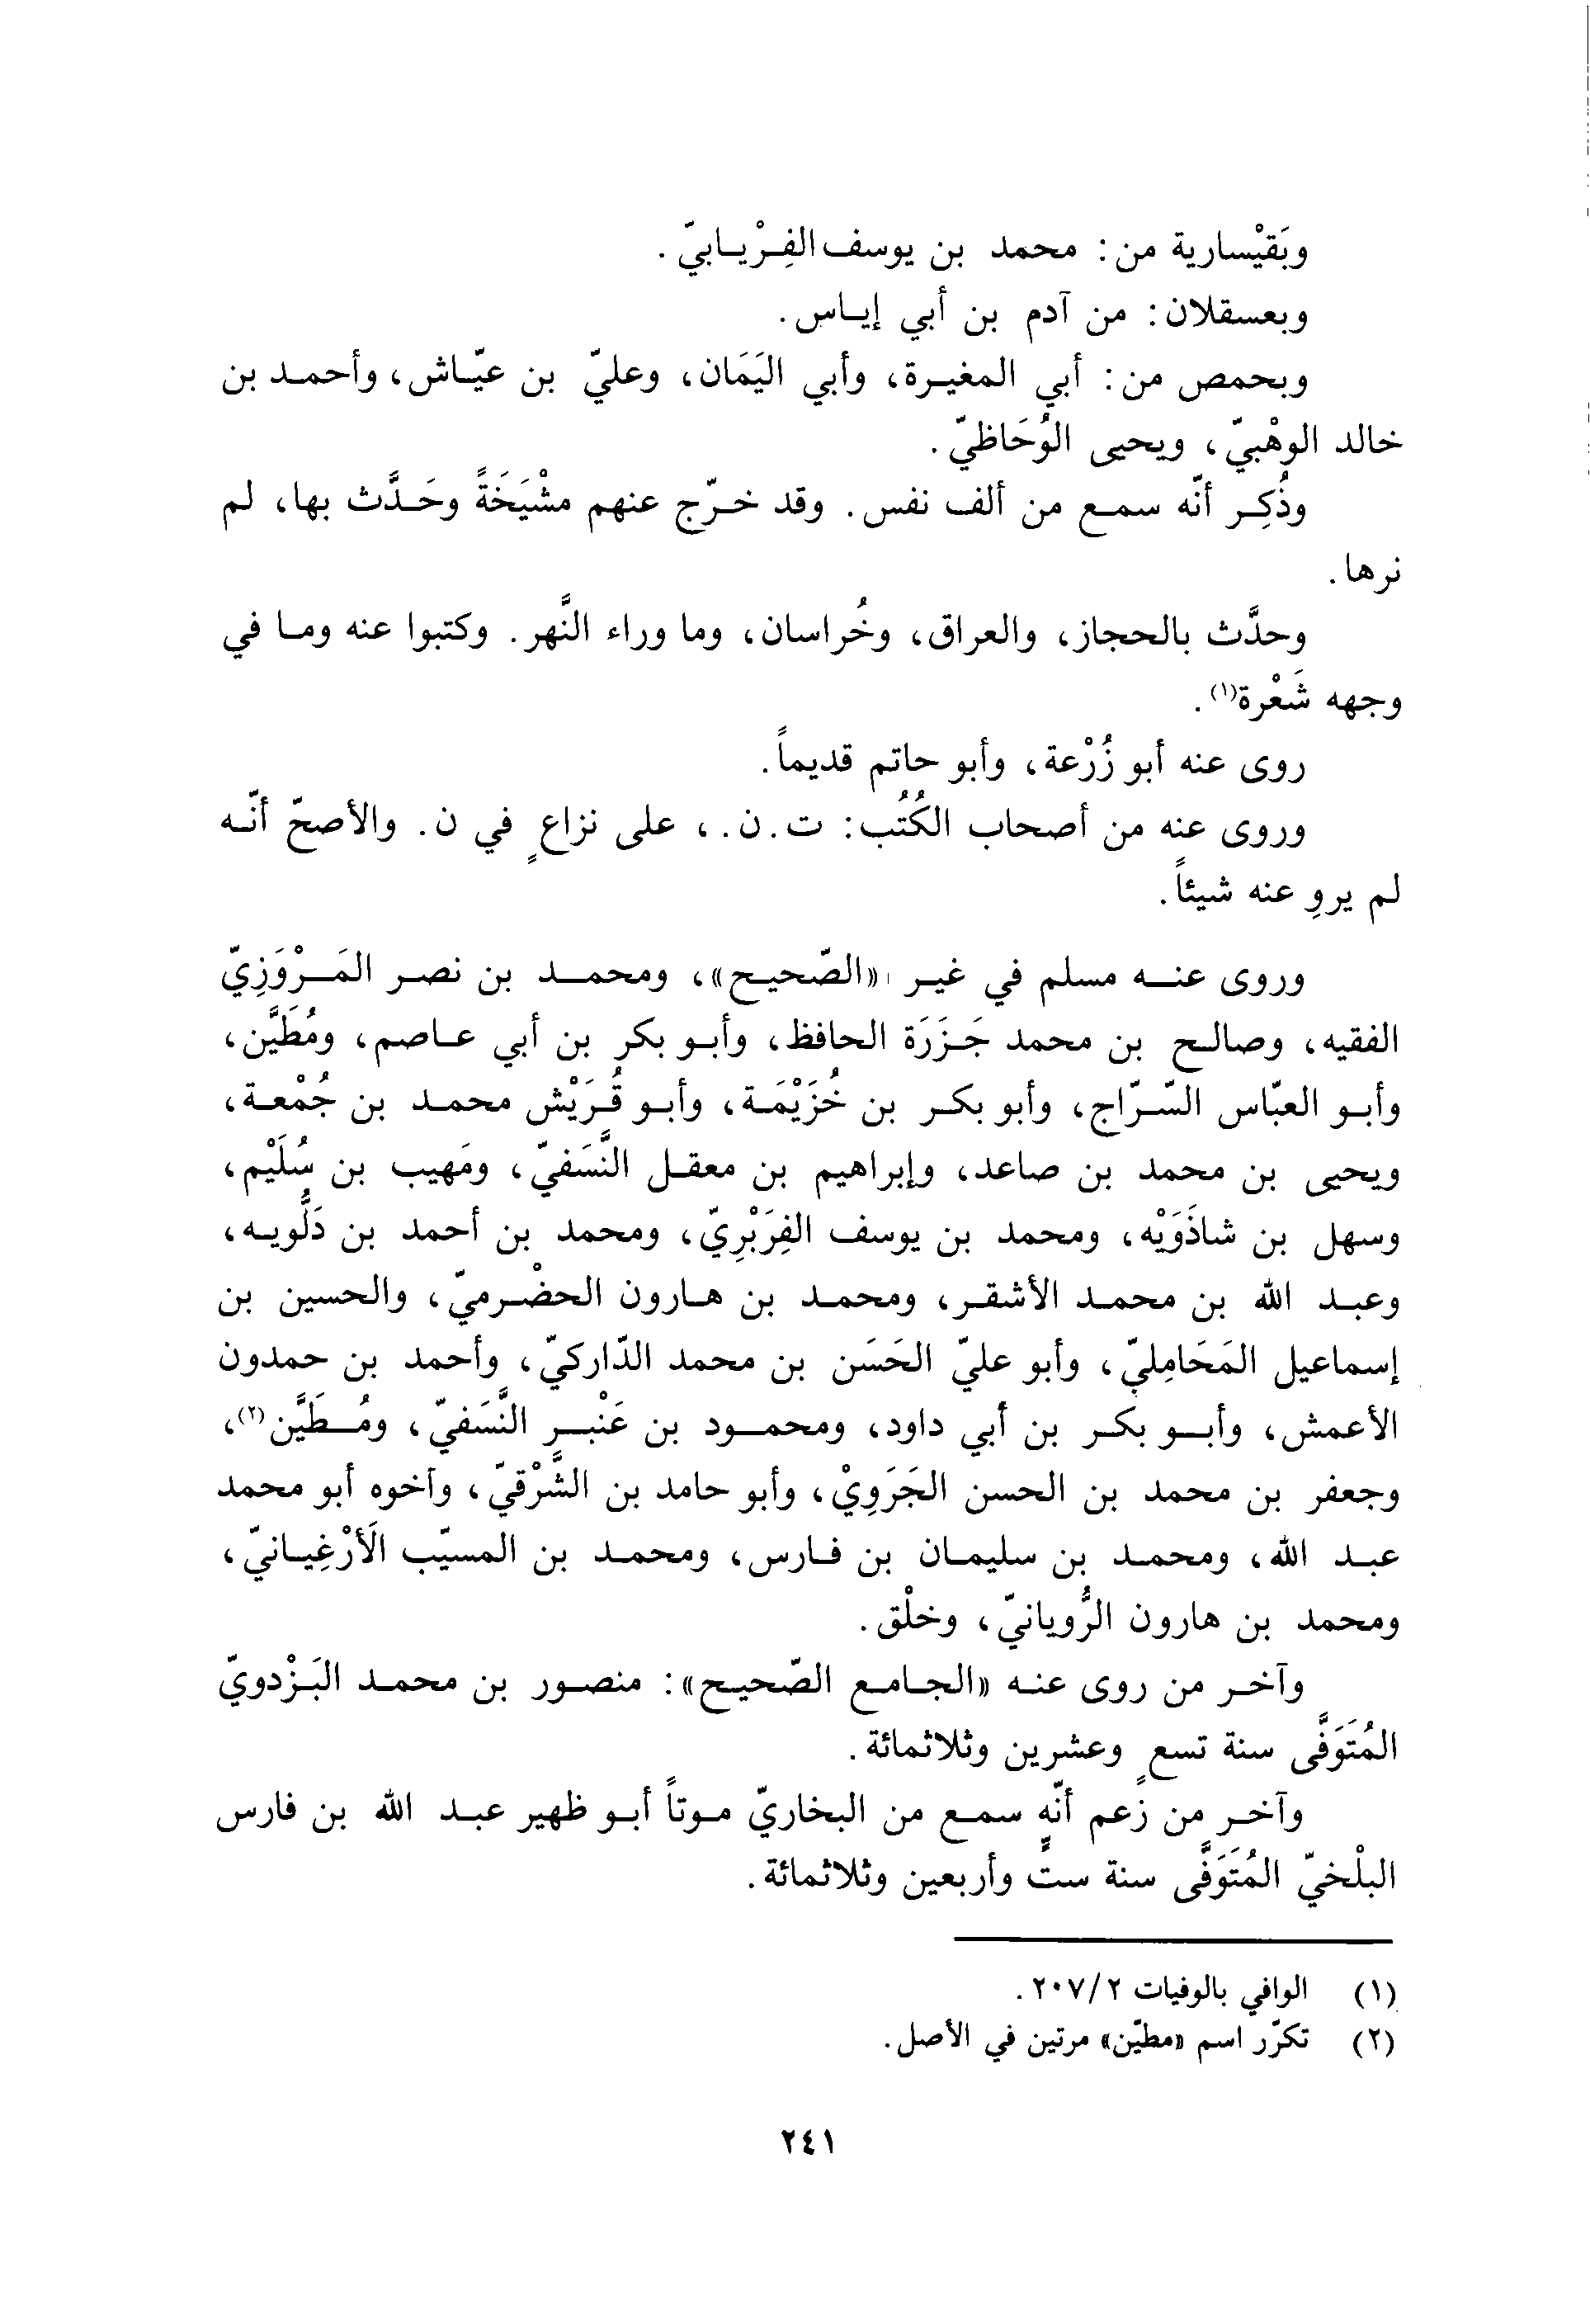 وبَقيْسارية من: محمد بن يوسف الفِرْيابيّ.
وبعسقلان: من آدم بن أبي إياس.
وبحمص من: أبي المغيرة، وأبي اليَمَان، وعليّ بن عيّاش، وأحمد بن
خالد الوهْبيّ، ويحيى الوُحَاظيّ.
وذُكِر أنّه سمع من ألف نفس. وقد خرّج عنهم مشْيَخَةً وحَدَّث بها، لم
نرها.
وحدَّث بالحجاز، والعراق، وخُراسان، وما وراء النَّهر. وكتبوا عنه وما في
وجهه شَعْرة(١).
روى عنه أبو زُرْعة، وأبو حاتم قديماً.
وروى عنه من أصحاب الكُتُب: ت.ن.، على نزاعٍ في ن. والأصحّ أنّه
لم يروِ عنه شيئاً.
وروى عنه مسلم في غير «الصّحيح»، ومحمد بن نصر المَرْوَزِيّ
الفقيه، وصالح بن محمد جَزَرَة الحافظ، وأبو بكر بن أبي عاصم، ومُطَيَّن،
وأبو العبّاس السّرّاج، وأبو بكر بن خُزَيْمَة، وأبو قُرَيْش محمد بن جُمْعة،
ويحيى بن محمد بن صاعد، وإبراهيم بن معقل النَّسَفيّ، ومَهيب بن سُلَيْم،
وسهل بن شاذَوَيْه، ومحمد بن يوسف الفِرَبْرِيّ، ومحمد بن أحمد بن دَلُّويه،
وعبد الله بن محمد الأشقر، ومحمد بن هارون الحضْرميّ، والحسين بن
إسماعيل المَحَامِليّ، وأبو عليّ الحَسَن بن محمد الدّاركيّ، وأحمد بن حمدون
الأعمش، وأبو بكر بن أبي داود، ومحمود بن عَنْبر النَّسَفيّ، ومُطَيَّن(٢)،
وجعفر بن محمد بن الحسن الجَرَوِيْ، وأبو حامد بن الشَّرْقيّ، وآخوه أبو محمد
عبد الله، ومحمد بن سليمان بن فارس، ومحمد بن المسيّب الَأرْغِيانيّ،
ومحمد بن هارون الرُّويانيّ، وخلْق.
وآخر من روى عنه «الجامع الصّحيح»: منصور بن محمد البَزْدويّ
المُتَوَفَّى سنة تسعٍ وعشرين وثلاثمائة.
وآخر من زعم أنّه سمع من البخاريّ موتاً أبو ظهير عبد الله بن فارس
البلْخيّ المُتَوَفَّى سنة ستٍّ وأربعين وثلاثمائة.
(١) الوافي بالوفيات ٢٠٧/٢.
(٢) تكرّر اسم «مطيّن» مرتين في الأصل.
٢٤١